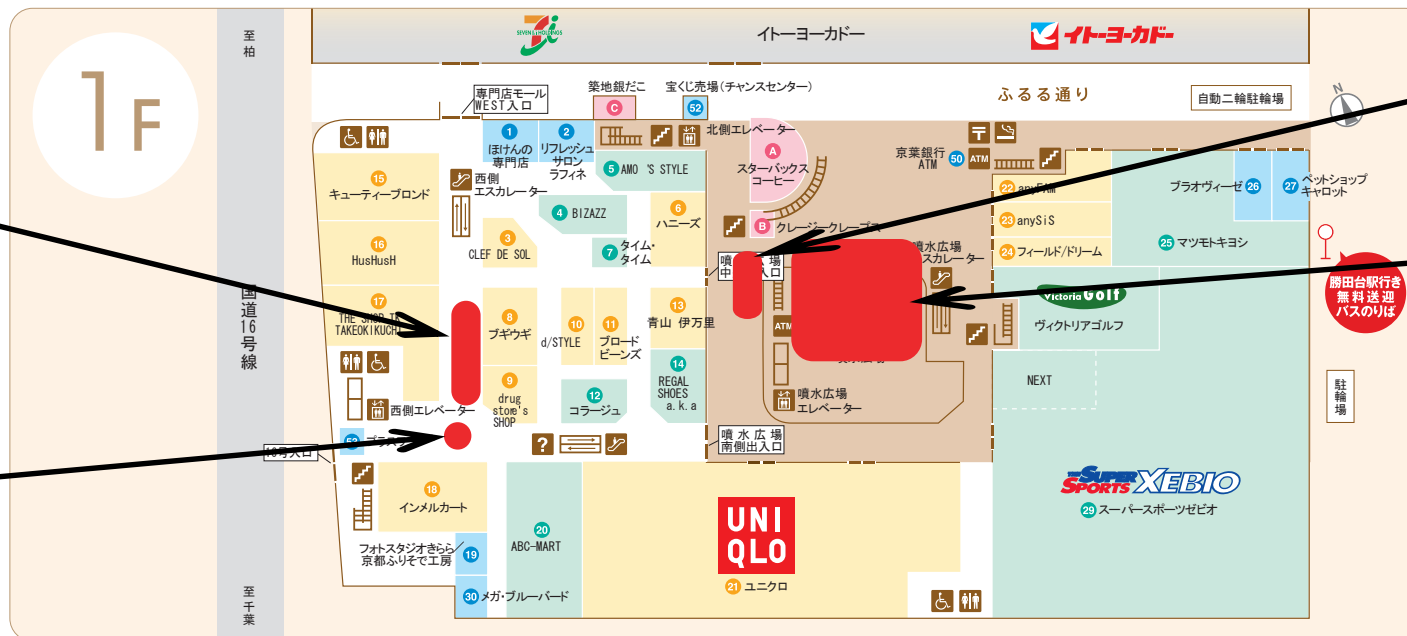 1F
至柏
国道16号線
至千葉
SEVEN & i HOLDINGS
イトーヨーカドー
イトーヨーカドー
専門店モール
WEST入口
築地銀だこ
C
宝くじ売場(チャンスセンター)
52
ふるる通り
自動二輪駐輪場
N
1
ほけんの
専門店
2
リフレッシュ
サロン
ラフィネ
北側エレベーター
A
スターバックス
コーヒー
B
クレージークレープス
京葉銀行
ATM
50
ATM
15
キューティーブロンド
西側
エスカレーター
5 AMO 'S STYLE
4 BIZAZZ
6
ハニーズ
3
CLEF DE SOL
7
タイム・
タイム
16
HusHusH
17
THE SHOP TK
TAKEOKIKUCHI
8
ブギウギ
10
d/STYLE
11
ブロード
ビーンズ
13
青山 伊万里
9
drug
store's
SHOP
12
コラージュ
14
REGAL
SHOES
a.k.a
西側エレベーター
53
16号入口
?
噴水広場
ATM
噴水広場
エレベーター
噴水広場
南側出入口
22 anyFAM
23 anySiS
24 フィールド/ドリーム
ブラオヴィーゼ 26
27
ペットショップ
キャロット
25 マツモトキヨシ
Victoria Golf
ヴィクトリアゴルフ
NEXT
勝田台駅行き
無料送迎
バスのりば
駐輪場
18
インメルカート
フォトスタジオきらら/
京都ふりそで工房
19
30 メガ・ブルーバード
20
ABC-MART
UNI
QLO
21 ユニクロ
THE SUPER SPORTS XEBIO
29 スーパースポーツゼビオ